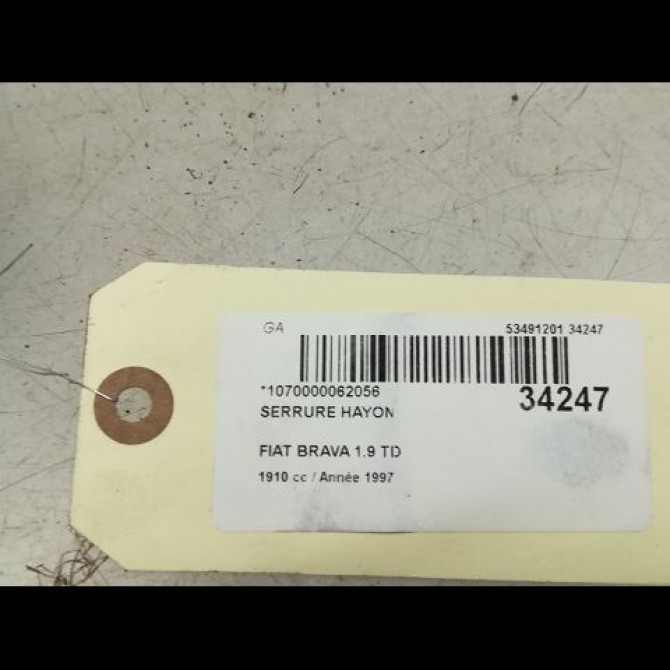 GA 53491201 34247
*1070000062056 34247
SERRURE HAYON
FIAT BRAVA 1.9 TD
1910 cc / Année 1997